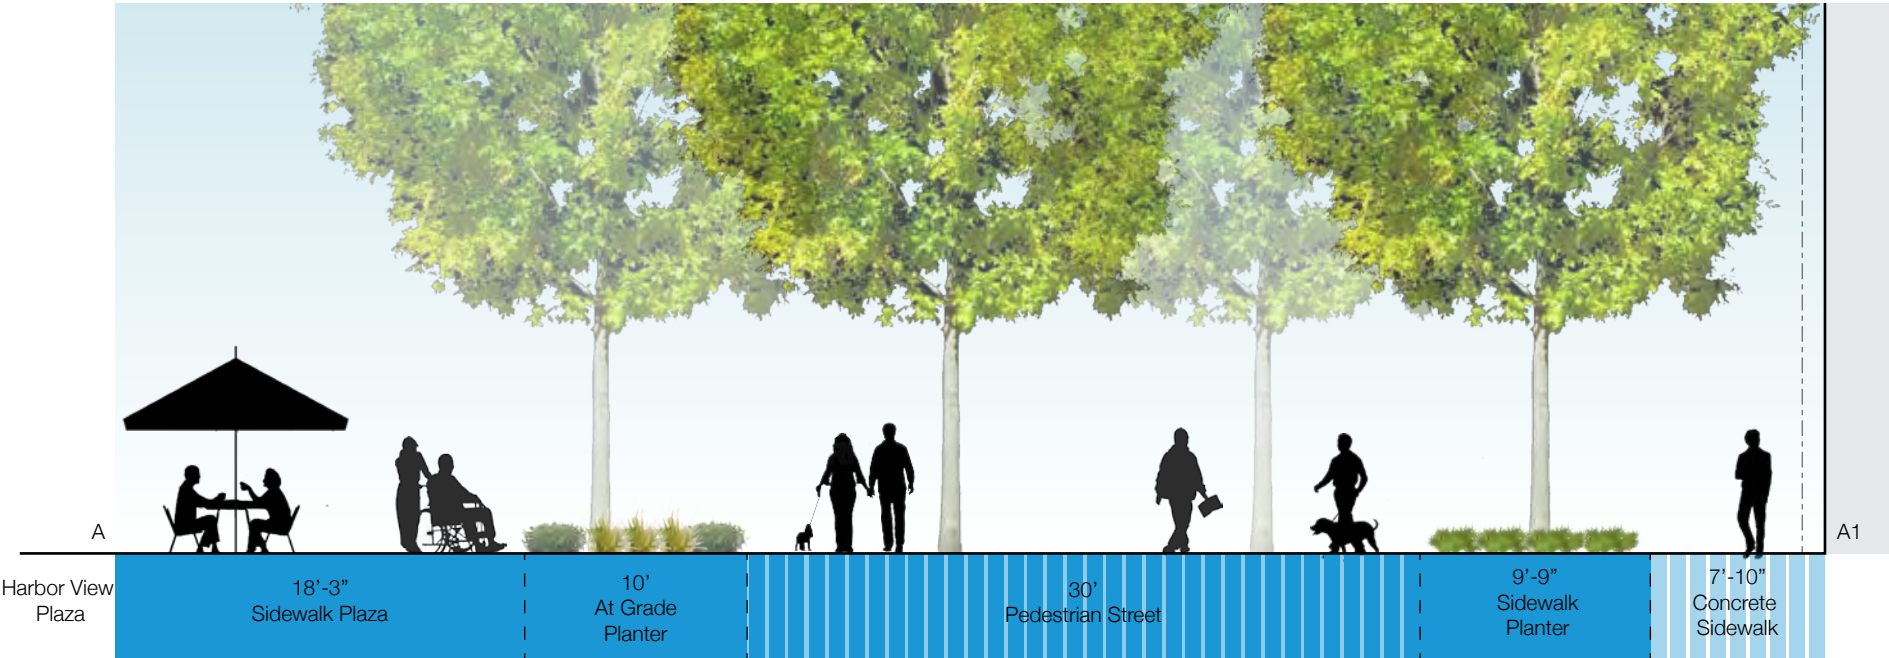 A
A1
Harbor View
Plaza
18’-3”
Sidewalk Plaza
10’
At Grade
Planter
30’
Pedestrian Street
9’-9”
Sidewalk
Planter
7’-10”
Concrete
Sidewalk